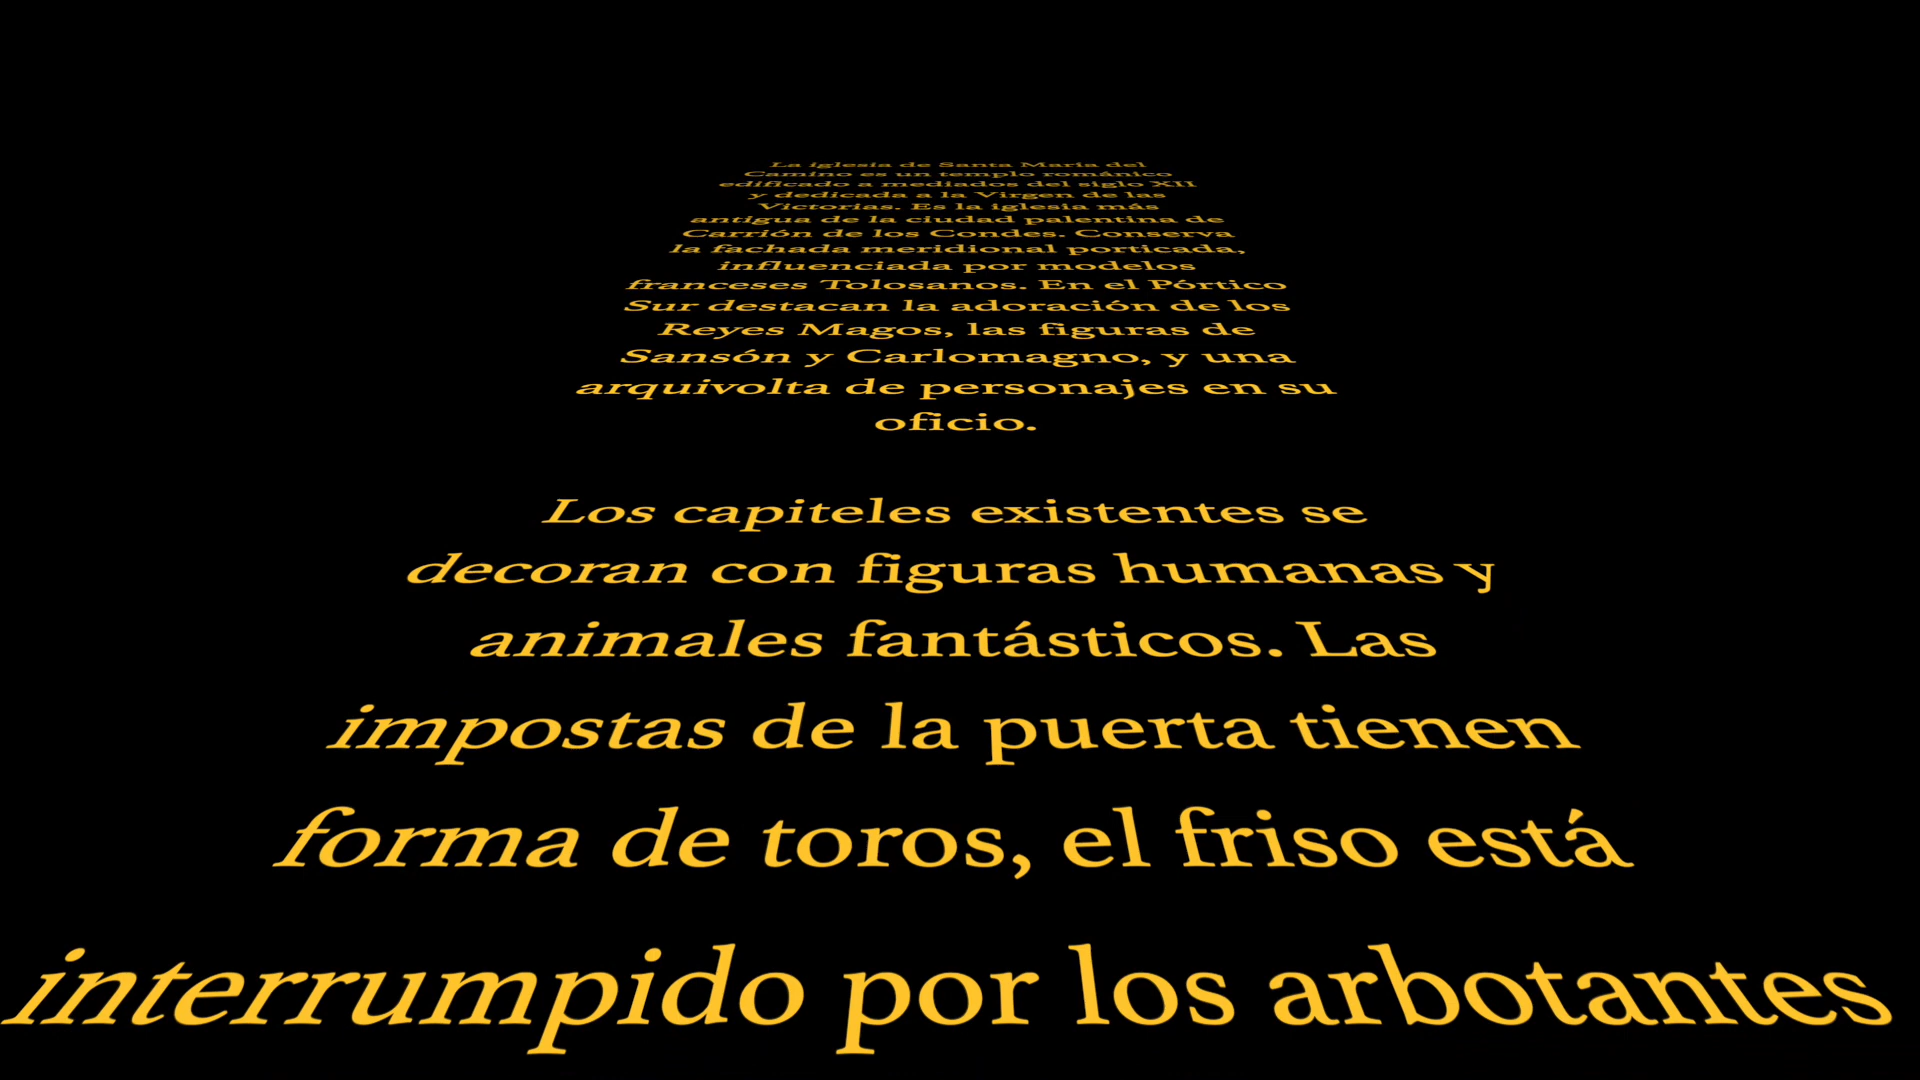 La iglesia de Santa María del
Camino es un templo románico
edificado a mediados del siglo XII
y dedicada a la Virgen de las
Victorias. Es la iglesia más
antigua de la ciudad palentina de
Carrión de los Condes. Conserva
la fachada meridional porticada,
influenciada por modelos
franceses Tolosanos. En el Pórtico
Sur destacan la adoración de los
Reyes Magos, las figuras de
Sansón y Carlomagno, y una
arquivolta de personajes en su
oficio.
Los capiteles existentes se
decoran con figuras humanas y
animales fantásticos. Las
impostas de la puerta tienen
forma de toros, el friso está
interrumpido por los arbotantes